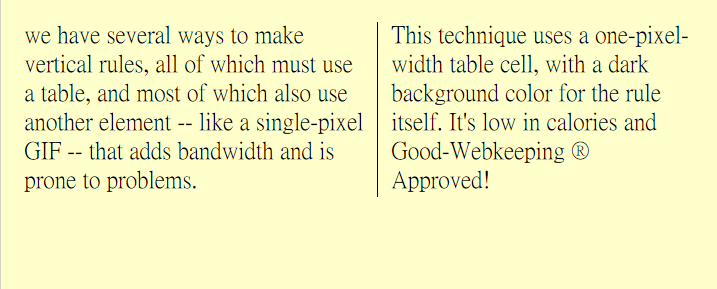 we have several ways to make
vertical rules, all of which must use
a table, and most of which also use
another element -- like a single-pixel
GIF -- that adds bandwidth and is
prone to problems.
This technique uses a one-pixel-
width table cell, with a dark
background color for the rule
itself. It's low in calories and
Good-Webkeeping ®
Approved!